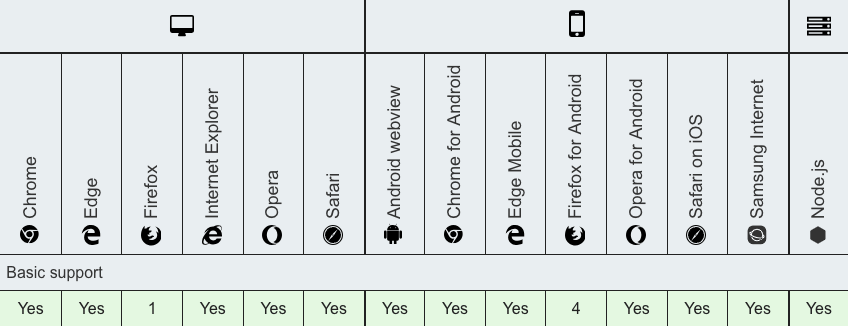 Chrome
Edge
Firefox
Internet Explorer
Opera
Safari
Android webview
Chrome for Android
Edge Mobile
Firefox for Android
Opera for Android
Safari on iOS
Samsung Internet
Node.js
Basic support
Yes Yes 1 Yes Yes Yes Yes Yes Yes 4 Yes Yes Yes Yes